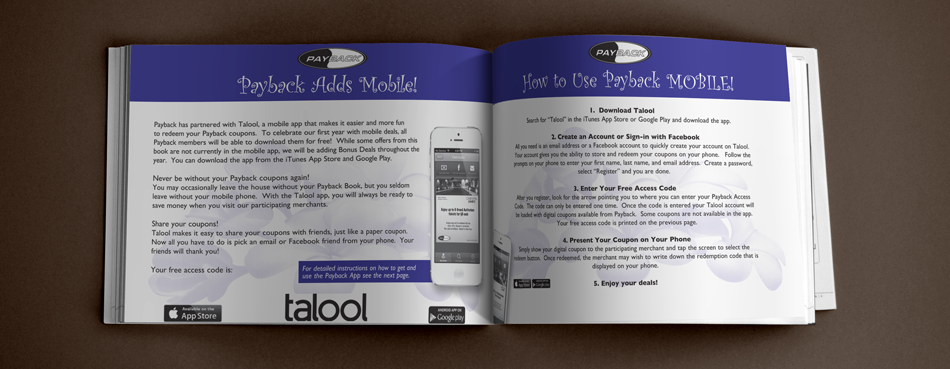 PAYBACK
Payback Adds Mobile!
Payback has partnered with Talool, a mobile app that makes it easier and more fun
to redeem your Payback coupons. To celebrate our first year with mobile deals, all
Payback members will be able to download them for free! While some offers from this
book are not currently in the mobile app, we will be adding Bonus Deals throughout the
year. You can download the app from the iTunes App Store and Google Play.
Never be without your Payback coupons again!
You may occasionally leave the house without your Payback Book, but you seldom
leave without your mobile phone. With the Talool app, you will always be ready to
save money when you visit our participating merchants.
Share your coupons!
Talool makes it easy to share your coupons with friends, just like a paper coupon.
Now all you have to do is pick an email or Facebook friend from your phone. Your
friends will thank you!
Your free access code is:
For detailed instructions on how to get and
use the Payback App see the next page.
Available on the
App Store
talool
ANDROID APP ON
Google play
PAYBACK
How to Use Payback MOBILE!
1. Download Talool
Search for "Talool" in the iTunes App Store or Google Play and download the app.
2. Create an Account or Sign-in with Facebook
All you need is an email address or a Facebook account to quickly create your account on Talool.
Your account gives you the ability to store and redeem your coupons on your phone. Follow the
prompts on your phone to enter your first name, last name, and email address. Create a password,
select "Register" and you are done.
3. Enter Your Free Access Code
After you register, look for the arrow pointing you to where you can enter your Payback Access
Code. The code can only be entered one time. Once the code is entered your Talool account will
be loaded with digital coupons available from Payback. Some coupons are not available in the app.
Your free access code is printed on the previous page.
4. Present Your Coupon on Your Phone
Simply show your digital coupon to the participating merchant and tap the screen to select the
redeem button. Once redeemed, the merchant may wish to write down the redemption code that is
displayed on your phone.
5. Enjoy your deals!